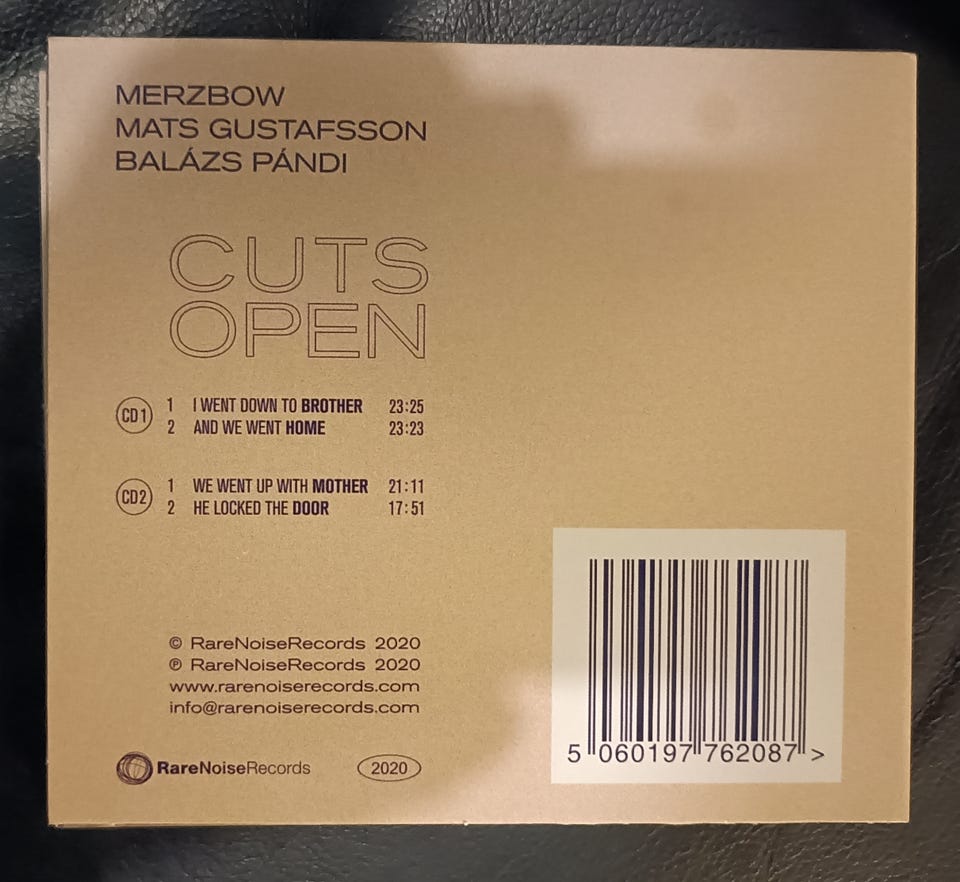 MERZBOW
MATS GUSTAFSSON
BALÁZS PÁNDI
CUTS
OPEN
CD1 1 I WENT DOWN TO BROTHER 23:25
2 AND WE WENT HOME 23:23
CD2 1 WE WENT UP WITH MOTHER 21:11
2 HE LOCKED THE DOOR 17:51
© RareNoiseRecords 2020
℗ RareNoiseRecords 2020
www.rarenoiserecords.com
info@rarenoiserecords.com
RareNoiseRecords 2020
5 060197 762087 >